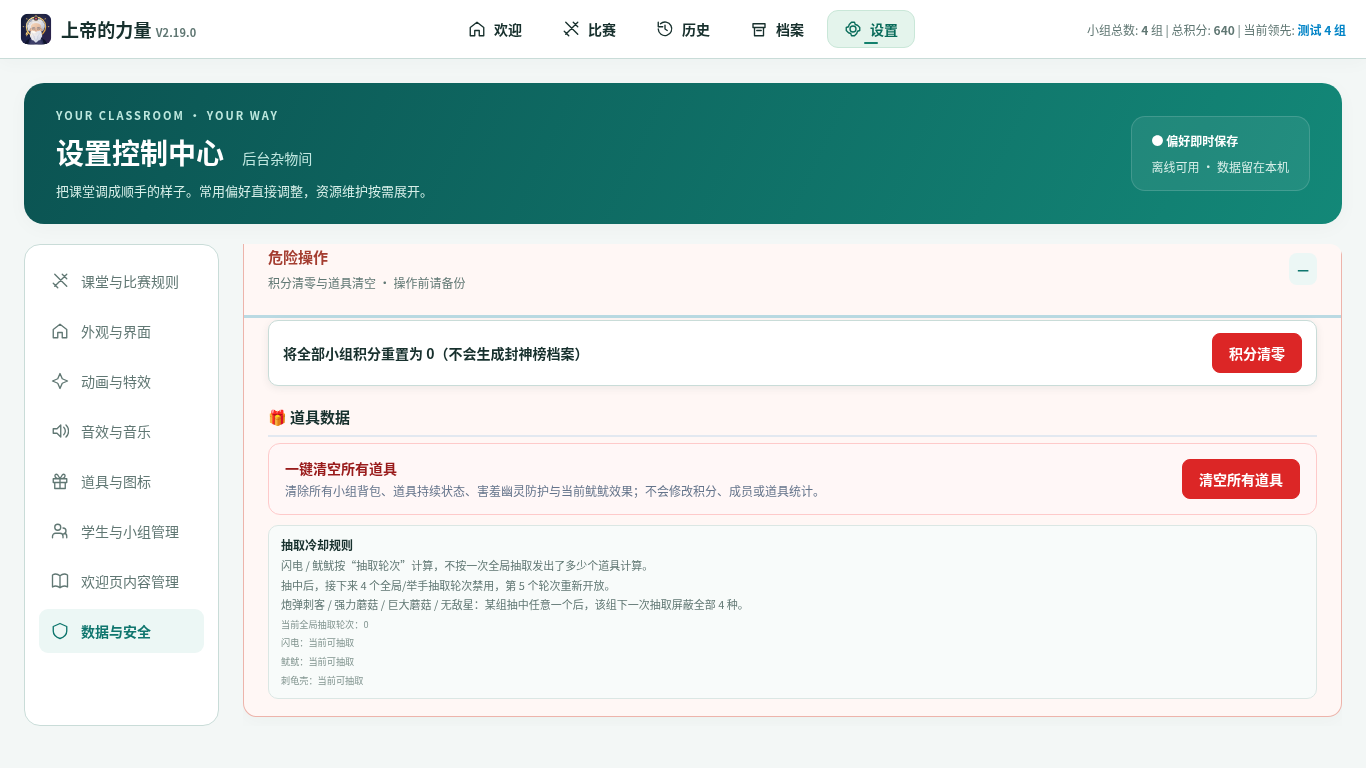 上帝的力量 V2.19.0
欢迎
比赛
历史
档案
设置
小组总数: 4 组 | 总积分: 640 | 当前领先: 测试 4 组
YOUR CLASSROOM · YOUR WAY
设置控制中心 后台杂物间
把课堂调成顺手的样子。常用偏好直接调整，资源维护按需展开。
偏好即时保存
离线可用 · 数据留在本机
课堂与比赛规则
外观与界面
动画与特效
音效与音乐
道具与图标
学生与小组管理
欢迎页内容管理
数据与安全
危险操作
积分清零与道具清空 · 操作前请备份
将全部小组积分重置为 0（不会生成封神榜档案）
积分清零
🎁 道具数据
一键清空所有道具
清除所有小组背包、道具持续状态、害羞幽灵防护与当前鱿鱿效果；不会修改积分、成员或道具统计。
清空所有道具
抽取冷却规则
闪电 / 鱿鱿按“抽取轮次”计算，不按一次全局抽取发出了多少个道具计算。
抽中后，接下来 4 个全局/举手抽取轮次禁用，第 5 个轮次重新开放。
炮弹刺客 / 强力蘑菇 / 巨大蘑菇 / 无敌星：某组抽中任意一个后，该组下一次抽取屏蔽全部 4 种。
当前全局抽取轮次：0
闪电：当前可抽取
鱿鱿：当前可抽取
刺龟壳：当前可抽取